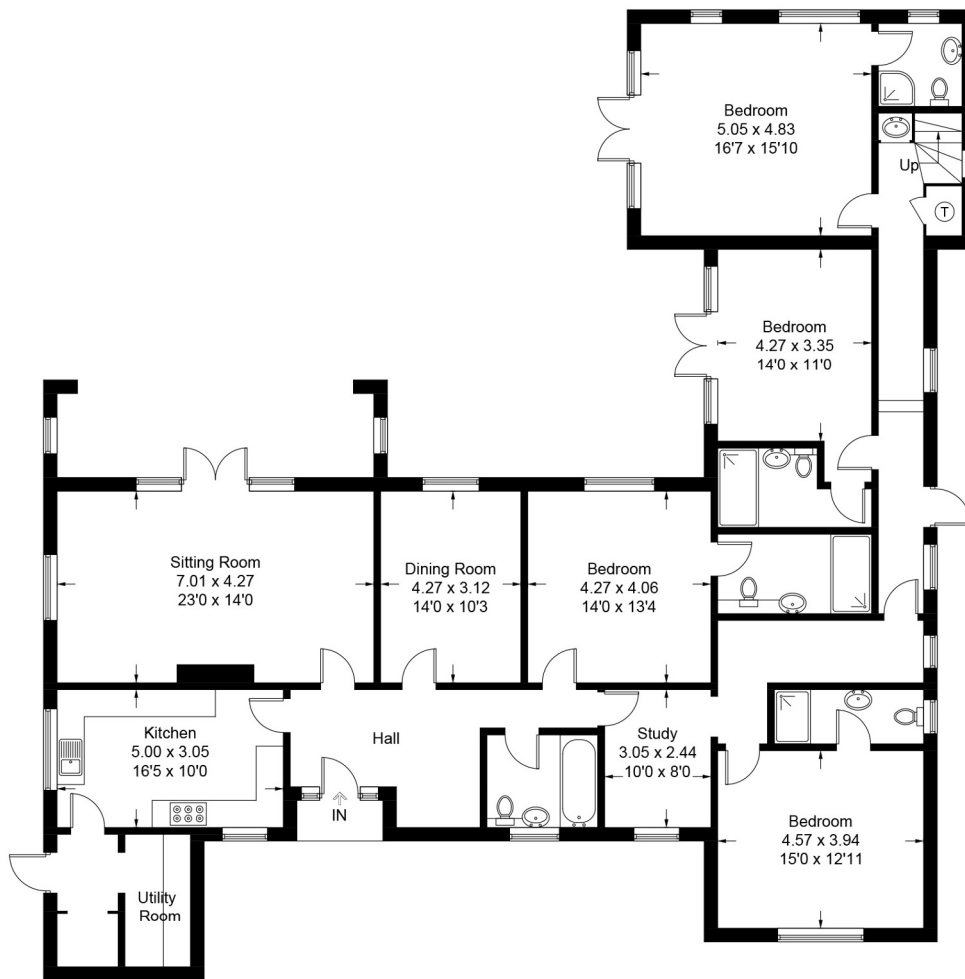 Bedroom
5.05 x 4.83
16'7 x 15'10
Up
T
Bedroom
4.27 x 3.35
14'0 x 11'0
Sitting Room
7.01 x 4.27
23'0 x 14'0
Dining Room
4.27 x 3.12
14'0 x 10'3
Bedroom
4.27 x 4.06
14'0 x 13'4
Kitchen
5.00 x 3.05
16'5 x 10'0
Hall
IN
Study
3.05 x 2.44
10'0 x 8'0
Bedroom
4.57 x 3.94
15'0 x 12'11
Utility
Room